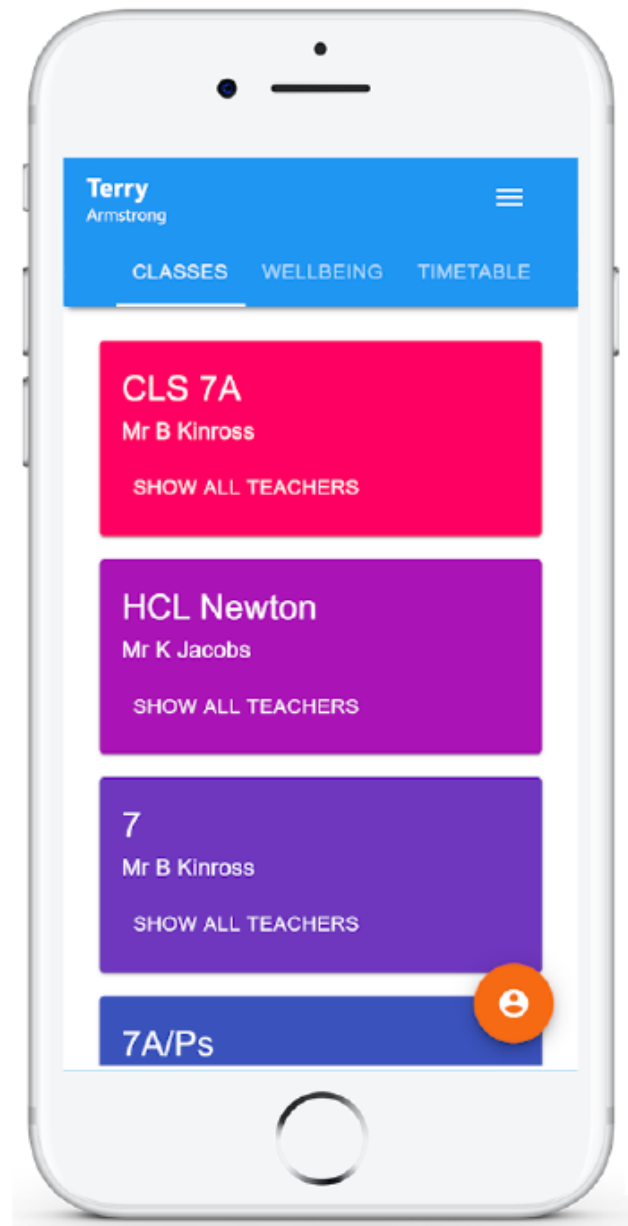 Terry
Armstrong
CLASSES WELLBEING TIMETABLE
CLS 7A
Mr B Kinross
SHOW ALL TEACHERS
HCL Newton
Mr K Jacobs
SHOW ALL TEACHERS
7
Mr B Kinross
SHOW ALL TEACHERS
7A/Ps